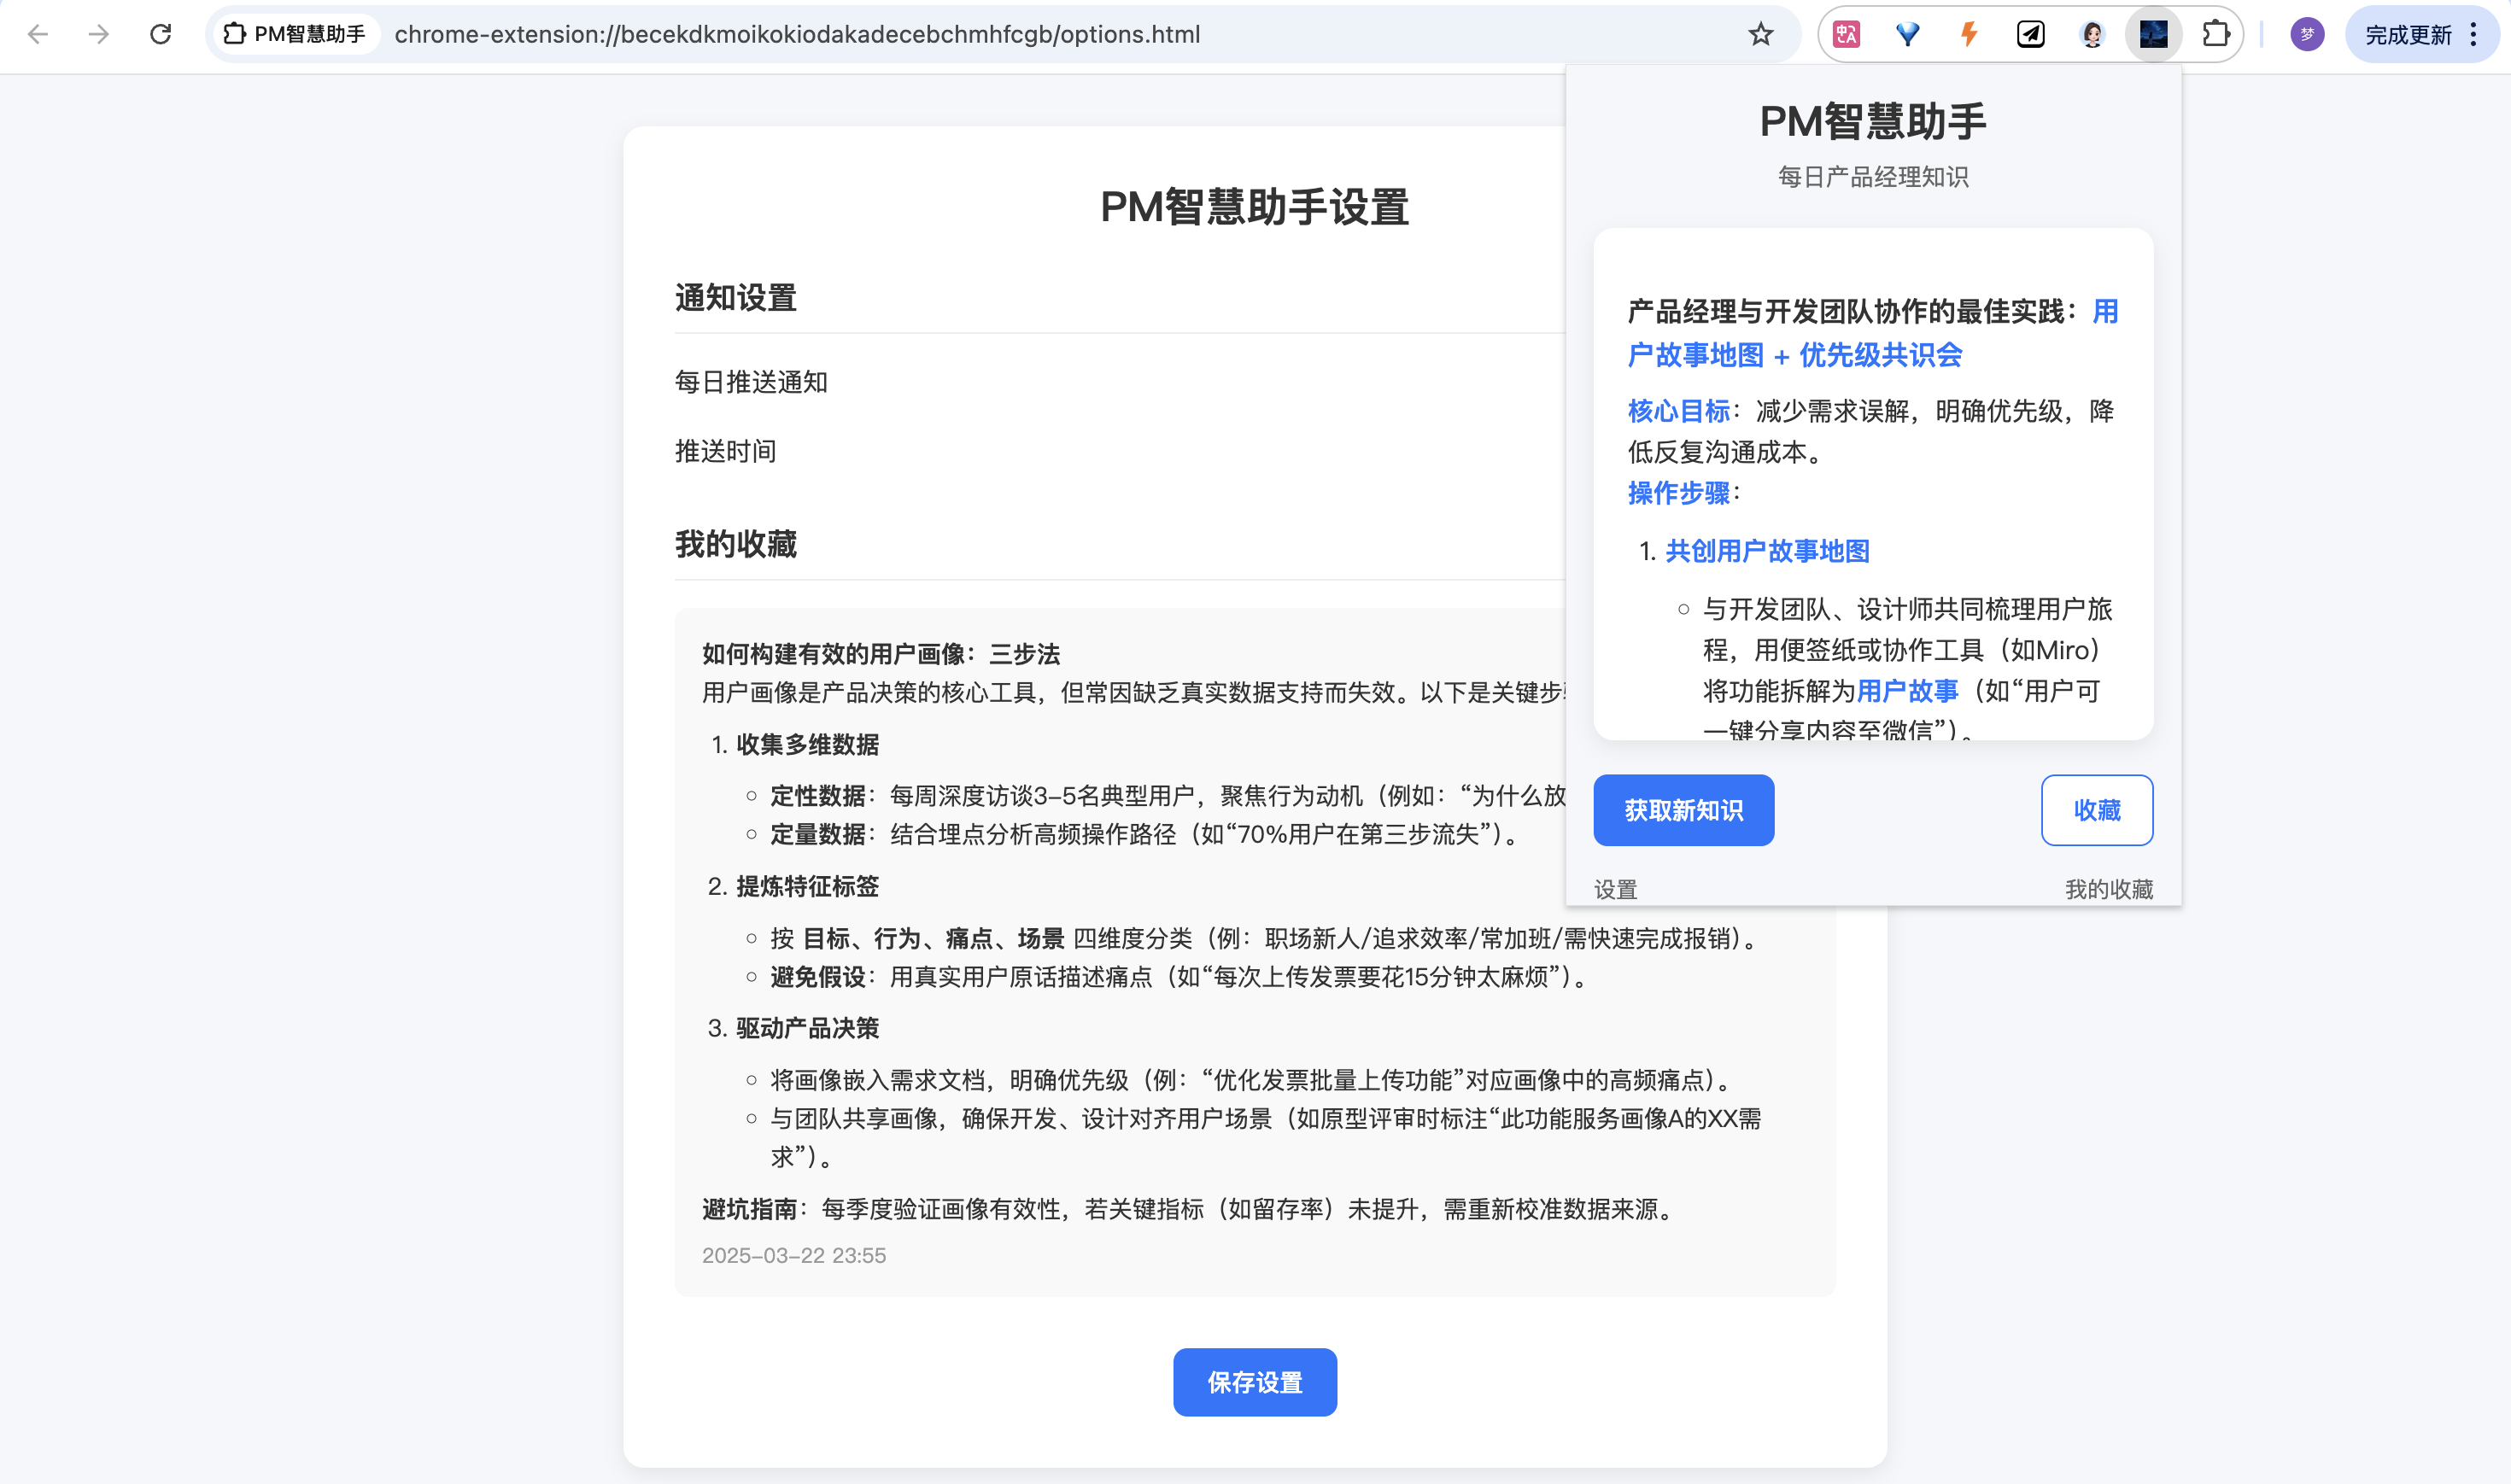 PM智慧助手
chrome-extension://becekdkmoikokiodakadecebchmhfcgb/options.html
梦
完成更新
PM智慧助手设置
通知设置
每日推送通知
推送时间
我的收藏
如何构建有效的用户画像：三步法
用户画像是产品决策的核心工具，但常因缺乏真实数据支持而失效。以下是关键步
1. 收集多维数据
定性数据：每周深度访谈3-5名典型用户，聚焦行为动机（例如：“为什么放
定量数据：结合埋点分析高频操作路径（如“70%用户在第三步流失”）。
2. 提炼特征标签
按 目标、行为、痛点、场景 四维度分类（例：职场新人/追求效率/常加班/需快速完成报销）。
避免假设：用真实用户原话描述痛点（如“每次上传发票要花15分钟太麻烦”）。
3. 驱动产品决策
将画像嵌入需求文档，明确优先级（例：“优化发票批量上传功能”对应画像中的高频痛点）。
与团队共享画像，确保开发、设计对齐用户场景（如原型评审时标注“此功能服务画像A的XX需
求”）。
避坑指南：每季度验证画像有效性，若关键指标（如留存率）未提升，需重新校准数据来源。
2025-03-22 23:55
保存设置
PM智慧助手
每日产品经理知识
产品经理与开发团队协作的最佳实践：用
户故事地图 + 优先级共识会
核心目标：减少需求误解，明确优先级，降
低反复沟通成本。
操作步骤：
1. 共创用户故事地图
与开发团队、设计师共同梳理用户旅
程，用便签纸或协作工具（如Miro）
将功能拆解为用户故事（如“用户可
一键分享内容至微信”）。
获取新知识
收藏
设置
我的收藏